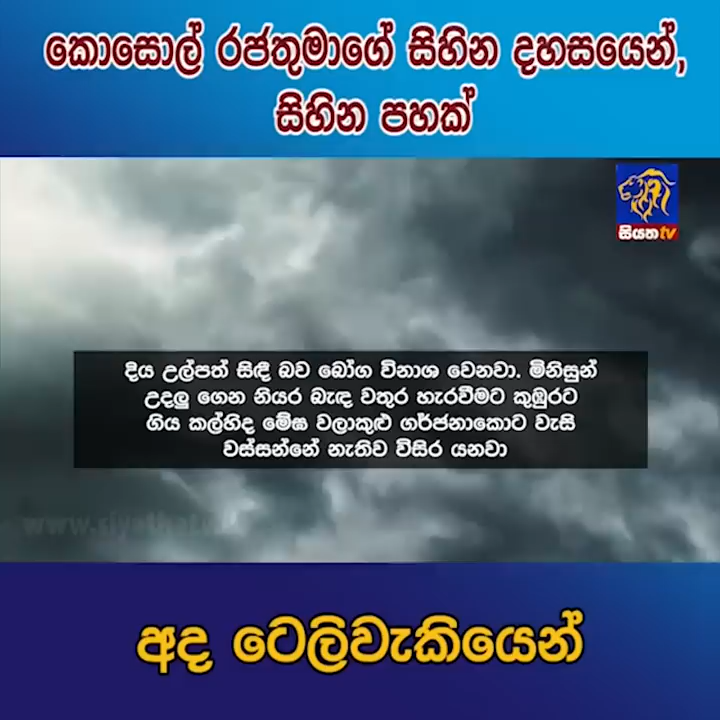 කොසොල් රජතුමාගේ සිහින දහසයෙන්,
සිහින පහක්
සියත tv
දිය උල්පත් සිඳී බව බෝග විනාශ වෙනවා. මිනිසුන්
උදලු ගෙන නියර බැඳ වතුර හැරවීමට කුඹුරට
ගිය කල්හිද මේඝ වලාකුළු ගර්ජනාකොට වැසි
වස්සන්නේ නැතිව විසිර යනවා
අද ටෙලිවැකියෙන්